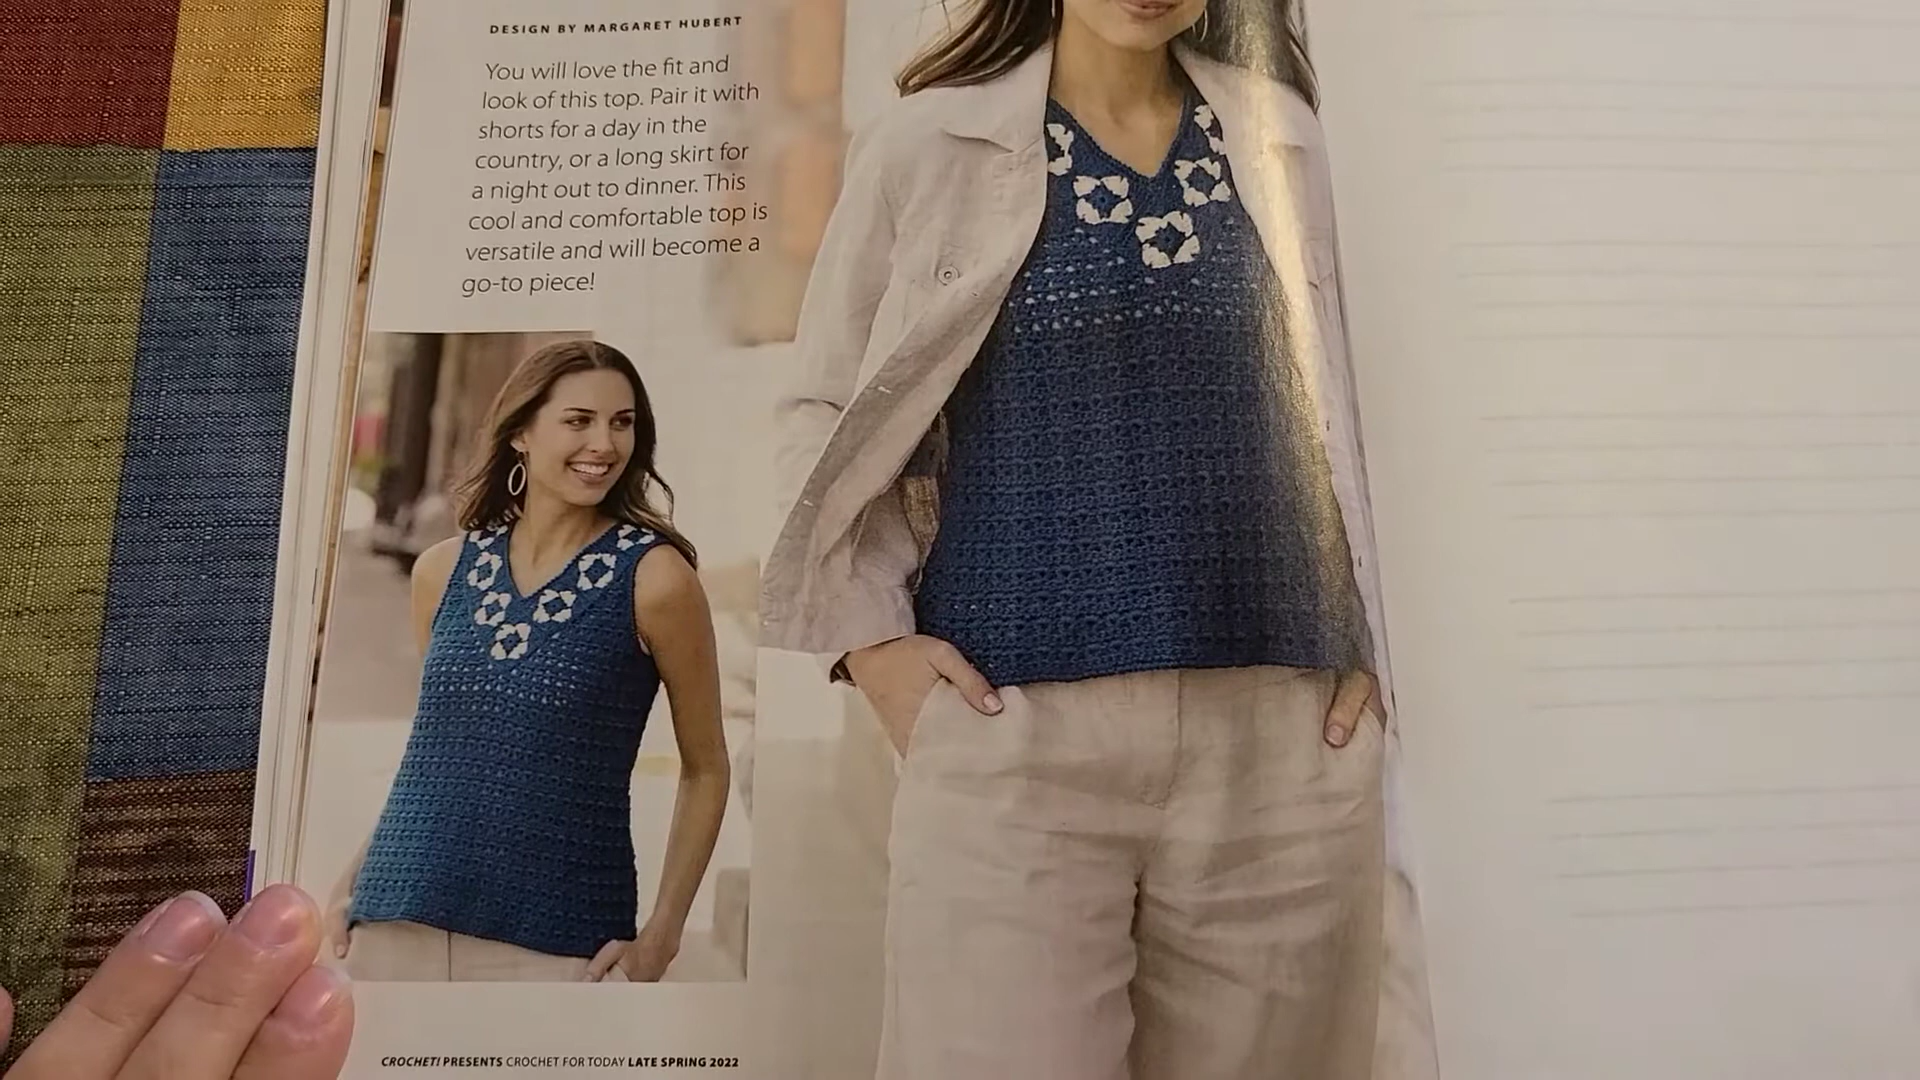 DESIGN BY MARGARET HUBERT
You will love the fit and
look of this top. Pair it with
shorts for a day in the
country, or a long skirt for
a night out to dinner. This
cool and comfortable top is
versatile and will become a
go-to piece!
CROCHET! PRESENTS CROCHET FOR TODAY LATE SPRING 2022